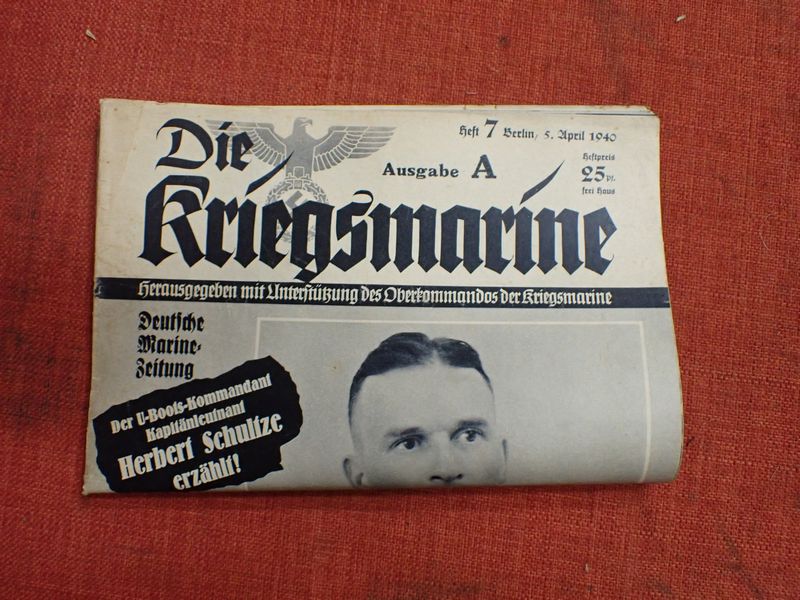 Die
Heft 7 Berlin, 5. April 1940
Ausgabe A
Heftpreis
25 Pf.
frei Haus
Kriegsmarine
Herausgegeben mit Unterstützung des Oberkommandos der Kriegsmarine
Deutsche
Marine-
Zeitung
Der U-Boots-Kommandant
Kapitänleutnant
Herbert Schultze
erzählt!